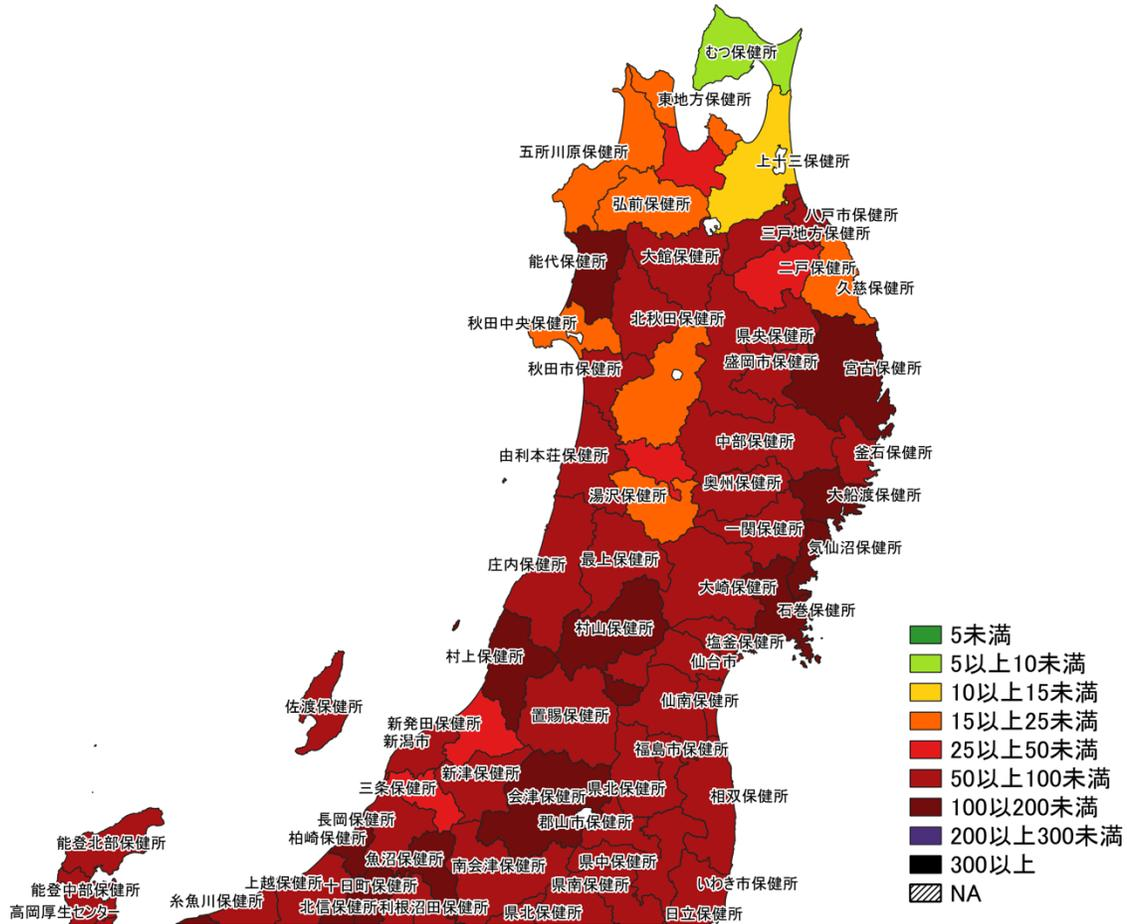 むつ保健所
東地方保健所
五所川原保健所
上十三保健所
弘前保健所
八戸市保健所
三戸地方保健所
能代保健所
大館保健所
二戸保健所
久慈保健所
秋田中央保健所
北秋田保健所
県央保健所
秋田市保健所
盛岡市保健所
宮古保健所
中部保健所
由利本荘保健所
釜石保健所
奥州保健所
湯沢保健所
大船渡保健所
一関保健所
気仙沼保健所
庄内保健所
最上保健所
大崎保健所
石巻保健所
村山保健所
塩釜保健所
村上保健所
仙台市
仙南保健所
佐渡保健所
置賜保健所
新発田保健所
新潟市
福島市保健所
新津保健所
三条保健所
会津保健所
県北保健所
相双保健所
長岡保健所
郡山市保健所
柏崎保健所
能登北部保健所
魚沼保健所
南会津保健所
県中保健所
上越保健所
十日町保健所
県南保健所
いわき市保健所
能登中部保健所
糸魚川保健所
北信保健所
利根沼田保健所
県北保健所
日立保健所
高岡厚生センター
5未満
5以上10未満
10以上15未満
15以上25未満
25以上50未満
50以上100未満
100以200未満
200以上300未満
300以上
NA